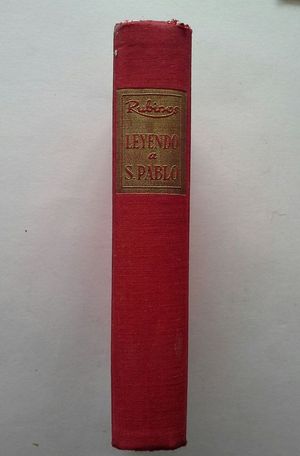 Rubinos
LEYENDO
a
S. PABLO